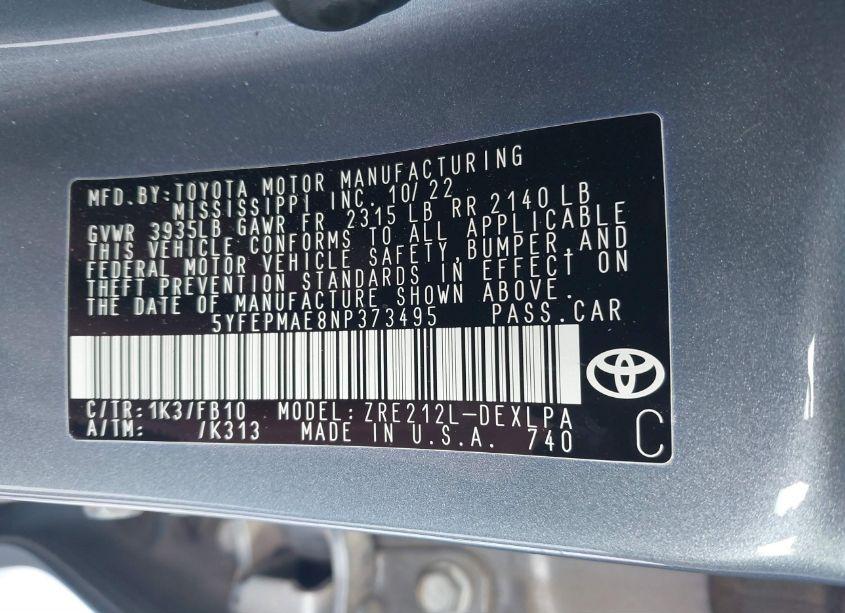 MFD.BY:TOYOTA MOTOR MANUFACTURING
MISSISSIPPI INC. 10/22
GVWR 3935LB GAWR FR 2315 LB RR 2140 LB
THIS VEHICLE CONFORMS TO ALL APPLICABLE
FEDERAL MOTOR VEHICLE SAFETY,BUMPER,AND
THEFT PREVENTION STANDARDS IN EFFECT ON
THE DATE OF MANUFACTURE SHOWN ABOVE.
5YFEPMAE8NP373495 PASS.CAR
C/TR:1K3/FB10 MODEL:ZRE212L-DEXLPA
A/TM: /K313 MADE IN U.S.A. 740
C